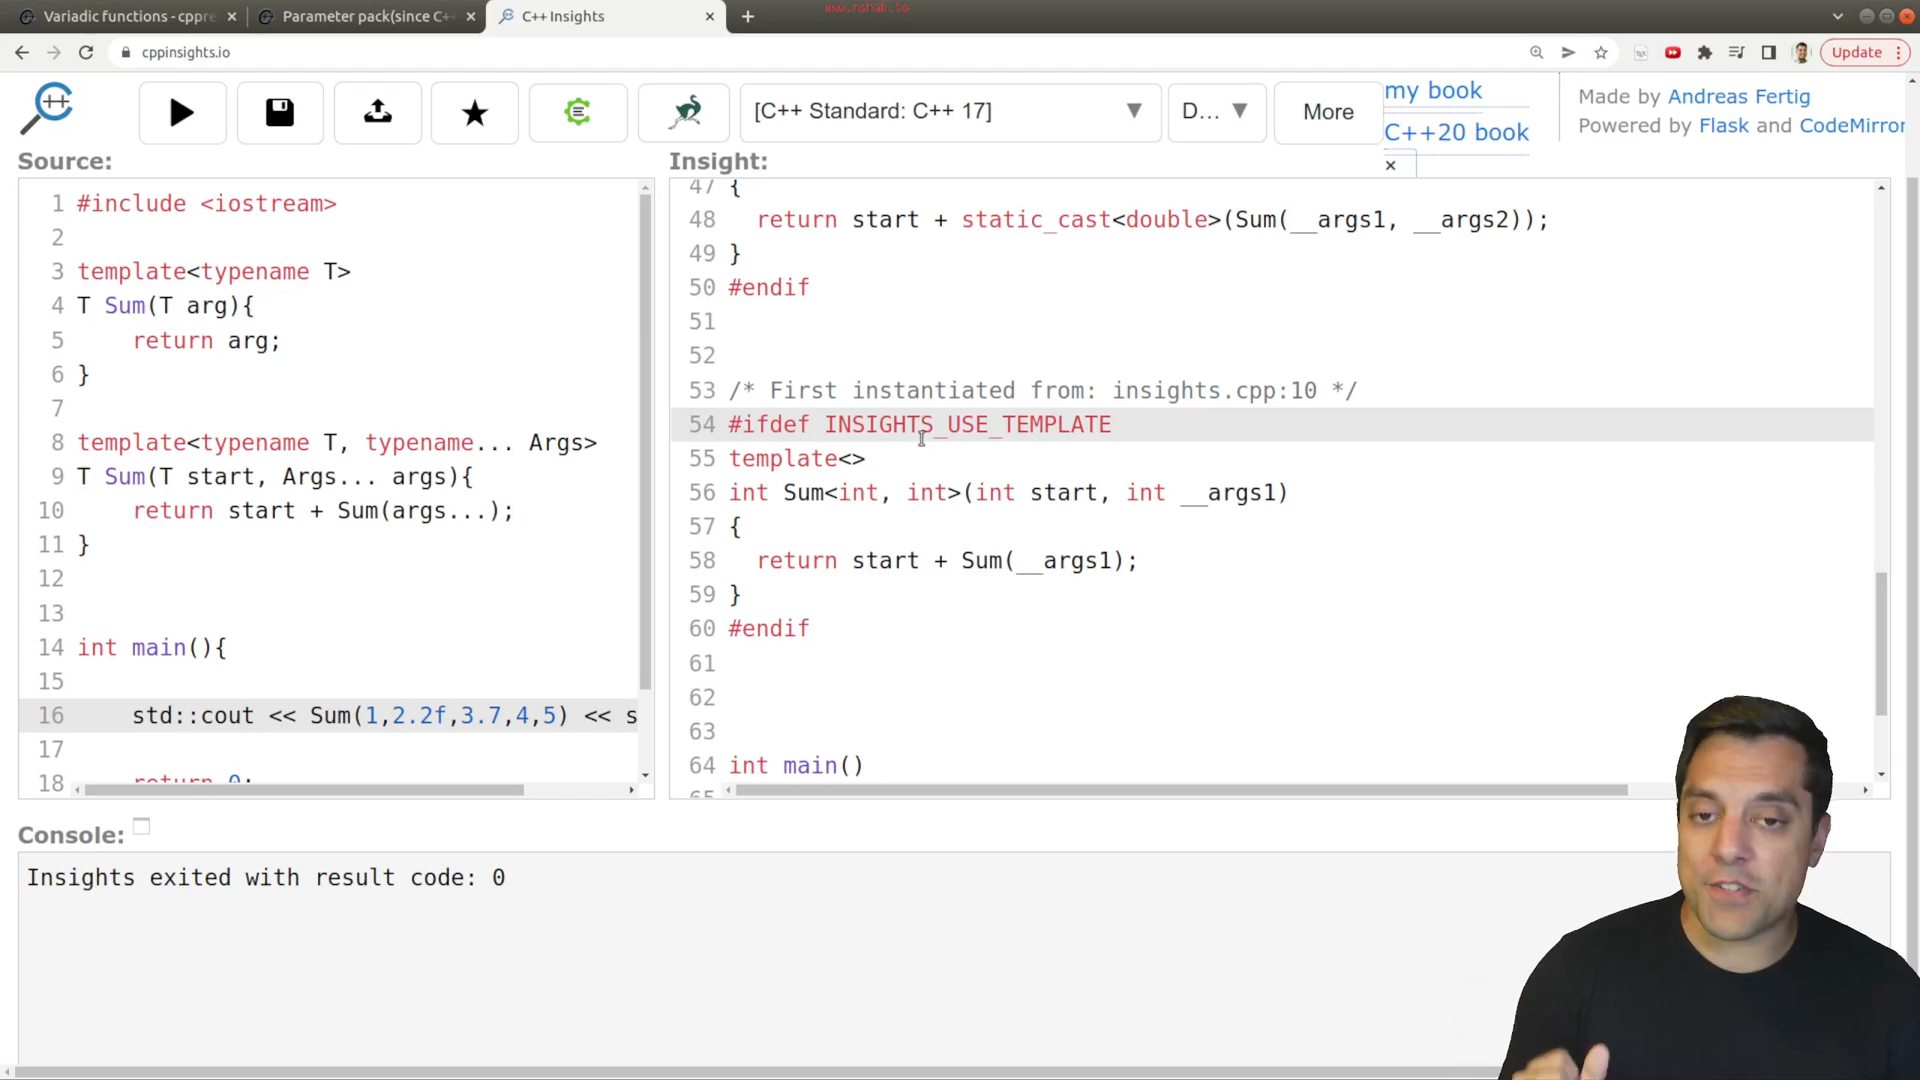 Variadic functions - cppre
Parameter pack(since C+
C++ Insights
www.rrshab.to
cppinsights.io
Update
[C++ Standard: C++ 17]
D...
More
my book
C++20 book
Made by Andreas Fertig
Powered by Flask and CodeMirror
Source:
1 #include <iostream>
2
3 template<typename T>
4 T Sum(T arg){
5 return arg;
6 }
7
8 template<typename T, typename... Args>
9 T Sum(T start, Args... args){
10 return start + Sum(args...);
11 }
12
13
14 int main(){
15
16 std::cout << Sum(1,2.2f,3.7,4,5) << s
17
18 return 0;
Insight:
47 {
48 return start + static_cast<double>(Sum(__args1, __args2));
49 }
50 #endif
51
52
53 /* First instantiated from: insights.cpp:10 */
54 #ifdef INSIGHTS_USE_TEMPLATE
55 template<>
56 int Sum<int, int>(int start, int __args1)
57 {
58 return start + Sum(__args1);
59 }
60 #endif
61
62
63
64 int main()
65
Console:
Insights exited with result code: 0